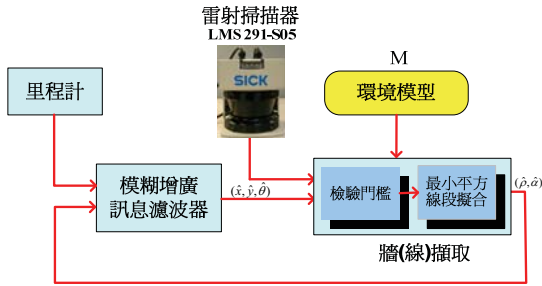 雷射掃描器
LMS 291-S05
SICK
M
里程計
環境模型
模糊增廣
訊息濾波器
(x̂,ŷ,θ̂)
檢驗門檻
最小平方
線段擬合
(ρ̂,α̂)
牆(線)擷取